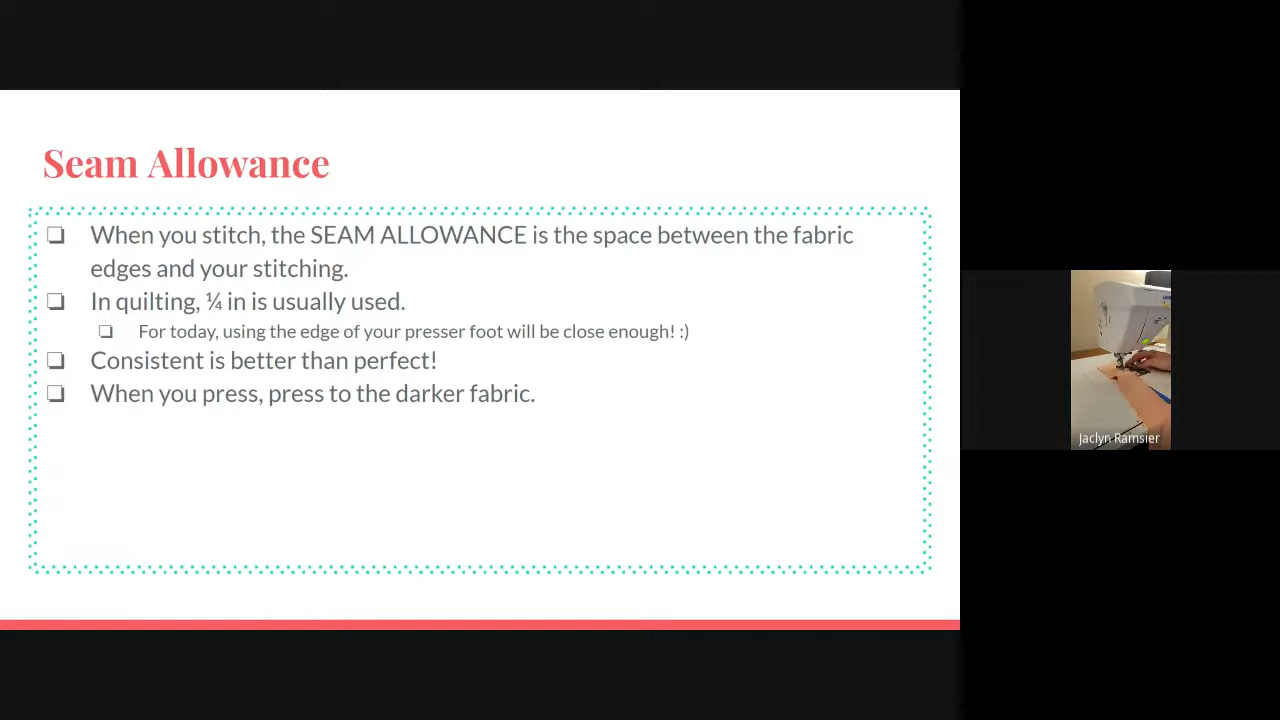 Seam Allowance
❏ When you stitch, the SEAM ALLOWANCE is the space between the fabric
edges and your stitching.
❏ In quilting, ¼ in is usually used.
❏ For today, using the edge of your presser foot will be close enough! :)
❏ Consistent is better than perfect!
❏ When you press, press to the darker fabric.
Jaclyn Ramsier